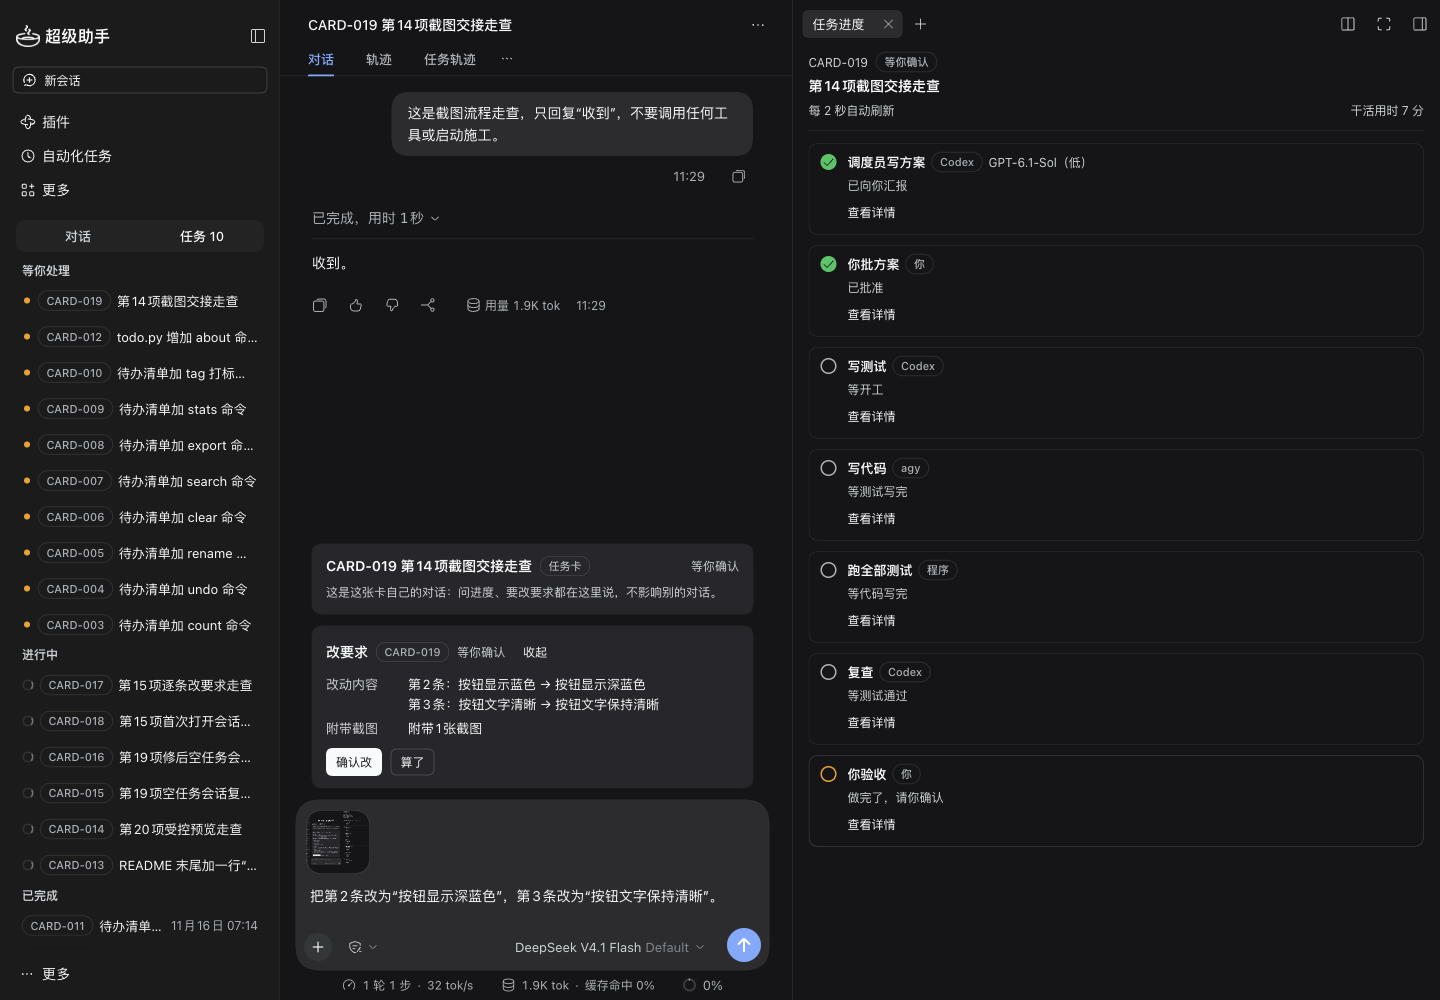 超级助手
新会话
插件
自动化任务
更多
对话
任务 10
等你处理
CARD-019 第14项截图交接走查
CARD-012 todo.py 增加 about 命...
CARD-010 待办清单加 tag 打标...
CARD-009 待办清单加 stats 命令
CARD-008 待办清单加 export 命...
CARD-007 待办清单加 search 命令
CARD-006 待办清单加 clear 命令
CARD-005 待办清单加 rename ...
CARD-004 待办清单加 undo 命令
CARD-003 待办清单加 count 命令
进行中
CARD-017 第15项逐条改要求走查
CARD-018 第15项首次打开会话...
CARD-016 第19项修后空任务会...
CARD-015 第19项空任务会话复...
CARD-014 第20项受控预览走查
CARD-013 README 末尾加一行“...
已完成
CARD-011 待办清单... 11月16日 07:14
··· 更多
CARD-019 第14项截图交接走查 ···
对话 轨迹 任务轨迹 ···
这是截图流程走查，只回复“收到”，不要调用任何工
具或启动施工。
11:29
已完成，用时 1秒
收到。
用量 1.9K tok 11:29
CARD-019 第14项截图交接走查 任务卡 等你确认
这是这张卡自己的对话：问进度、要改要求都在这里说，不影响别的对话。
改要求 CARD-019 等你确认 收起
改动内容 第2条：按钮显示蓝色 → 按钮显示深蓝色
第3条：按钮文字清晰 → 按钮文字保持清晰
附带截图 附带1张截图
确认改 算了
把第2条改为“按钮显示深蓝色”，第3条改为“按钮文字保持清晰”。
DeepSeek V4.1 Flash Default
1 轮 1 步 · 32 tok/s 1.9K tok · 缓存命中 0% 0%
任务进度
CARD-019 等你确认
第14项截图交接走查
每 2 秒自动刷新 干活用时 7 分
调度员写方案 Codex GPT-6.1-Sol（低）
已向你汇报
查看详情
你批方案 你
已批准
查看详情
写测试 Codex
等开工
查看详情
写代码 agy
等测试写完
查看详情
跑全部测试 程序
等代码写完
查看详情
复查 Codex
等测试通过
查看详情
你验收 你
做完了，请你确认
查看详情